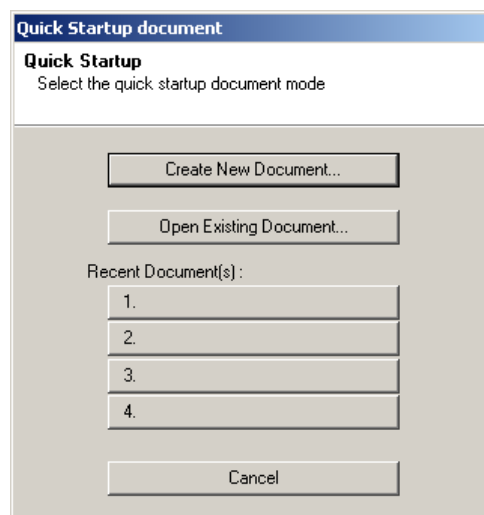 Quick Startup document
Quick Startup
Select the quick startup document mode
Create New Document...
Open Existing Document...
Recent Document(s) :
1.
2.
3.
4.
Cancel